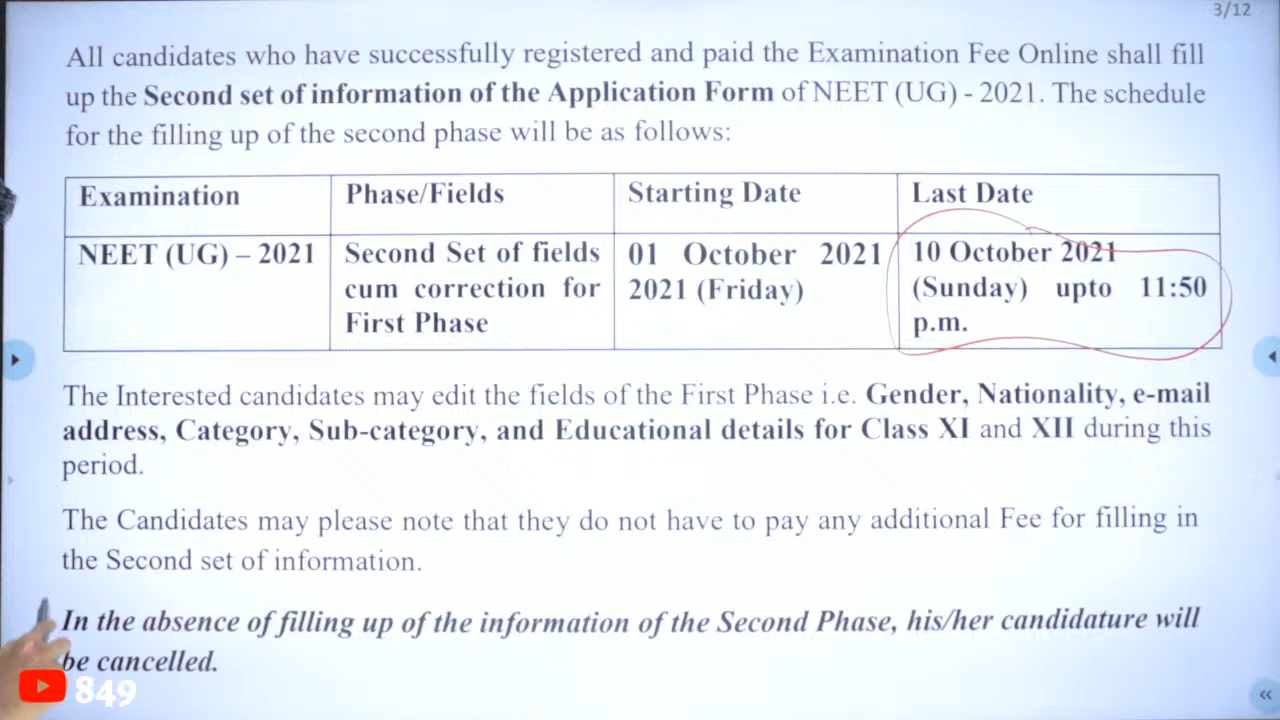 3/12
All candidates who have successfully registered and paid the Examination Fee Online shall fill
up the Second set of information of the Application Form of NEET (UG) - 2021. The schedule
for the filling up of the second phase will be as follows:
Examination
Phase/Fields
Starting Date
Last Date
NEET (UG) – 2021
Second Set of fields
cum correction for
First Phase
01 October 2021
2021 (Friday)
10 October 2021
(Sunday) upto 11:50
p.m.
The Interested candidates may edit the fields of the First Phase i.e. Gender, Nationality, e-mail
address, Category, Sub-category, and Educational details for Class XI and XII during this
period.
The Candidates may please note that they do not have to pay any additional Fee for filling in
the Second set of information.
In the absence of filling up of the information of the Second Phase, his/her candidature will
be cancelled.
849